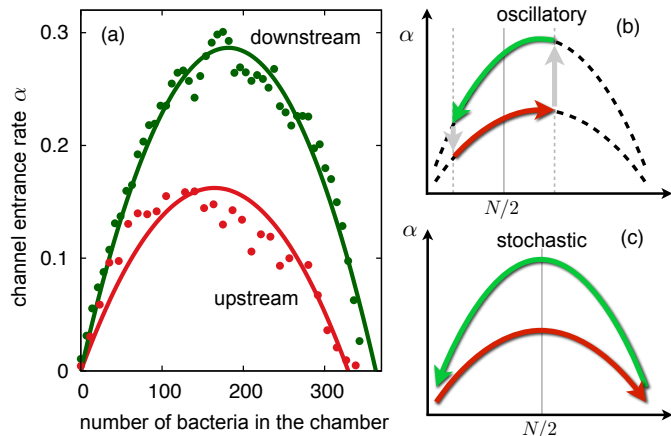 (a)
downstream
upstream
channel entrance rate α
0.3
0.2
0.1
0
0
100
200
300
number of bacteria in the chamber
oscillatory
(b)
α
N/2
stochastic
(c)
α
N/2